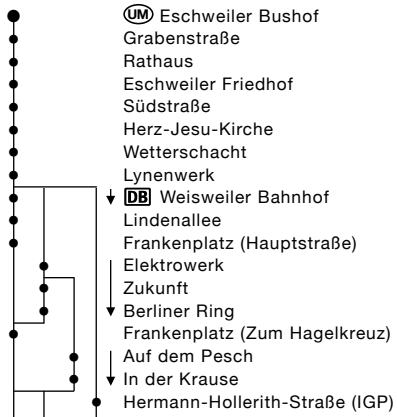 UM Eschweiler Bushof
Grabenstraße
Rathaus
Eschweiler Friedhof
Südstraße
Herz-Jesu-Kirche
Wetterschacht
Lynenwerk
DB Weisweiler Bahnhof
Lindenallee
Frankenplatz (Hauptstraße)
Elektrowerk
Zukunft
Berliner Ring
Frankenplatz (Zum Hagelkreuz)
Auf dem Pesch
In der Krause
Hermann-Hollerith-Straße (IGP)